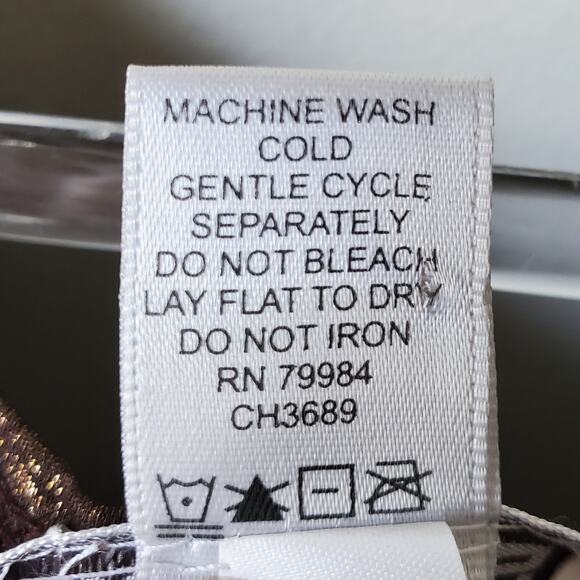 MACHINE WASH
COLD
GENTLE CYCLE
SEPARATELY
DO NOT BLEACH
LAY FLAT TO DRY
DO NOT IRON
RN 79984
CH3689